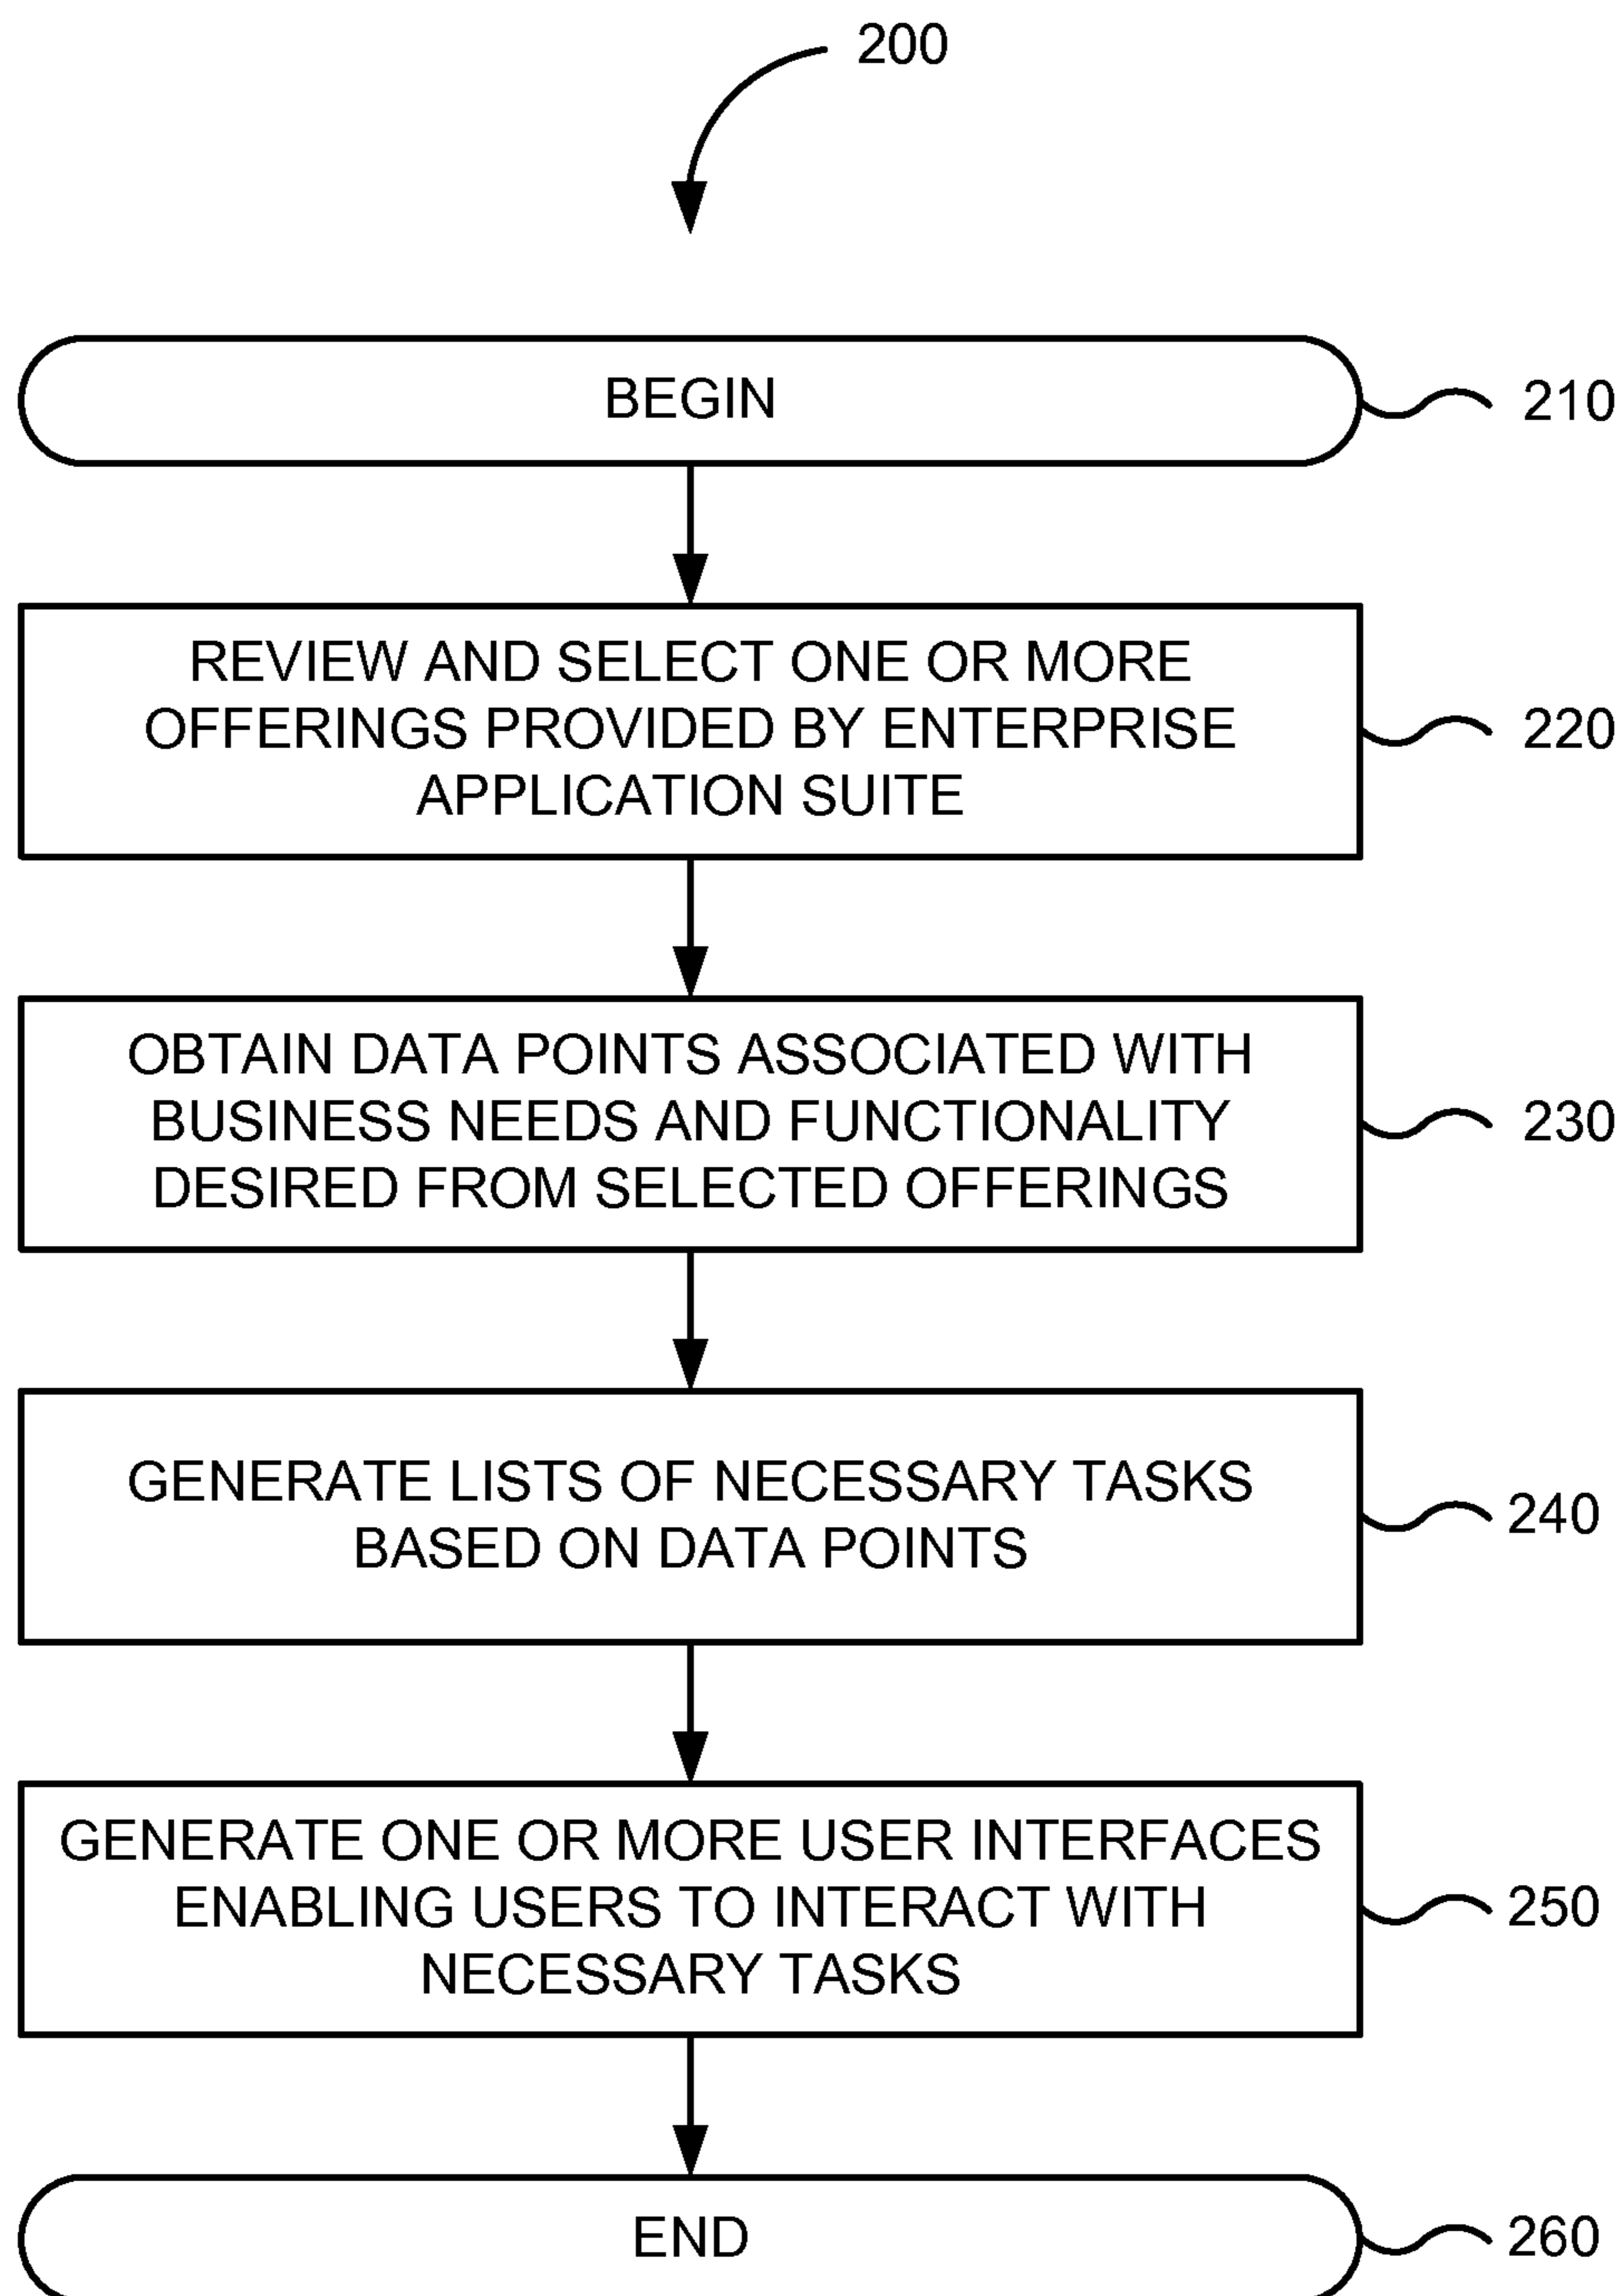 200
BEGIN
210
REVIEW AND SELECT ONE OR MORE
OFFERINGS PROVIDED BY ENTERPRISE
APPLICATION SUITE
220
OBTAIN DATA POINTS ASSOCIATED WITH
BUSINESS NEEDS AND FUNCTIONALITY
DESIRED FROM SELECTED OFFERINGS
230
GENERATE LISTS OF NECESSARY TASKS
BASED ON DATA POINTS
240
GENERATE ONE OR MORE USER INTERFACES
ENABLING USERS TO INTERACT WITH
NECESSARY TASKS
250
END
260